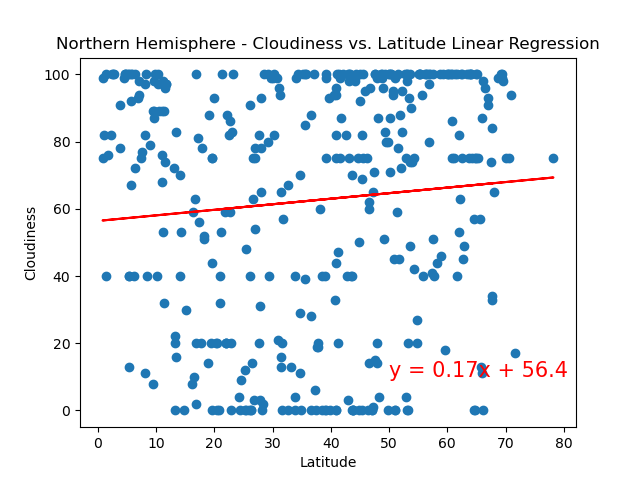 Northern Hemisphere - Cloudiness vs. Latitude Linear Regression
100
80
60
40
20
0
Cloudiness
y = 0.17x + 56.4
0 10 20 30 40 50 60 70 80
Latitude